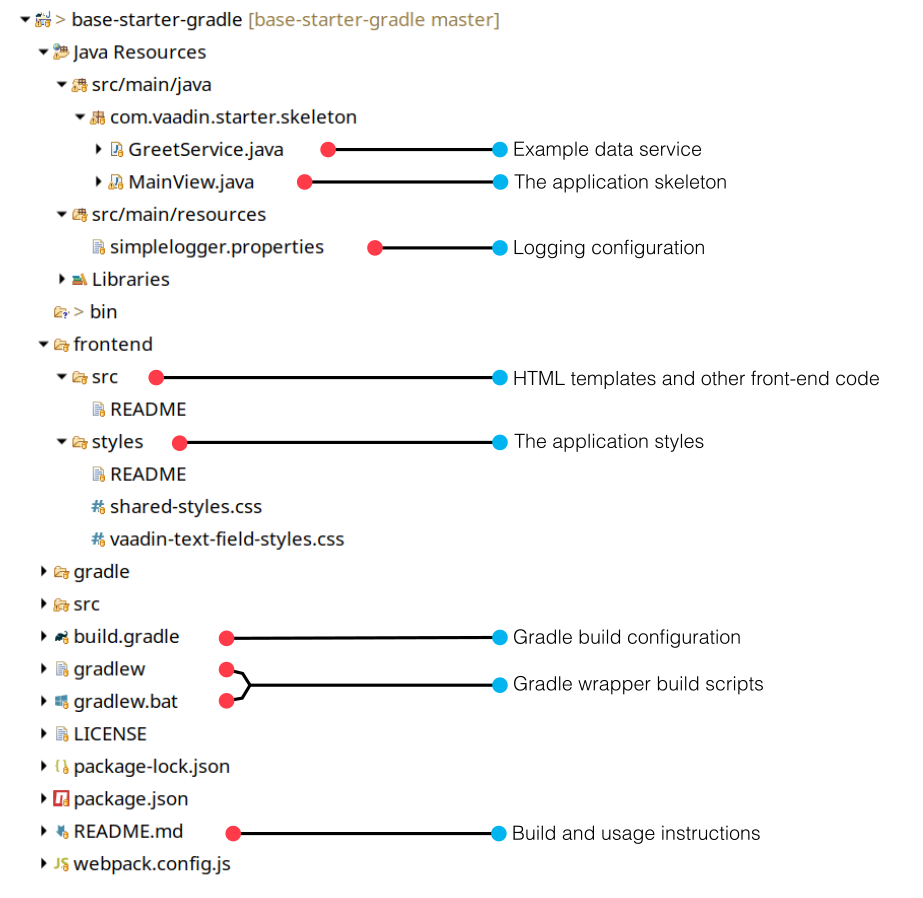 > base-starter-gradle [base-starter-gradle master]
Java Resources
src/main/java
com.vaadin.starter.skeleton
GreetService.java Example data service
MainView.java The application skeleton
src/main/resources
simplelogger.properties Logging configuration
Libraries
> bin
frontend
src HTML templates and other front-end code
README
styles The application styles
README
shared-styles.css
vaadin-text-field-styles.css
gradle
src
build.gradle Gradle build configuration
gradlew
Gradle wrapper build scripts
gradlew.bat
LICENSE
package-lock.json
package.json
README.md Build and usage instructions
webpack.config.js